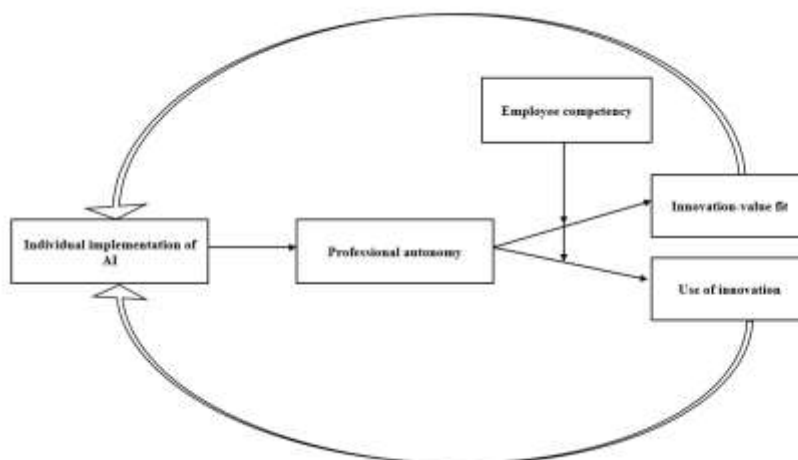 Employee competency
Innovation-value fit
Individual implementation of
AI
Professional autonomy
Use of innovation